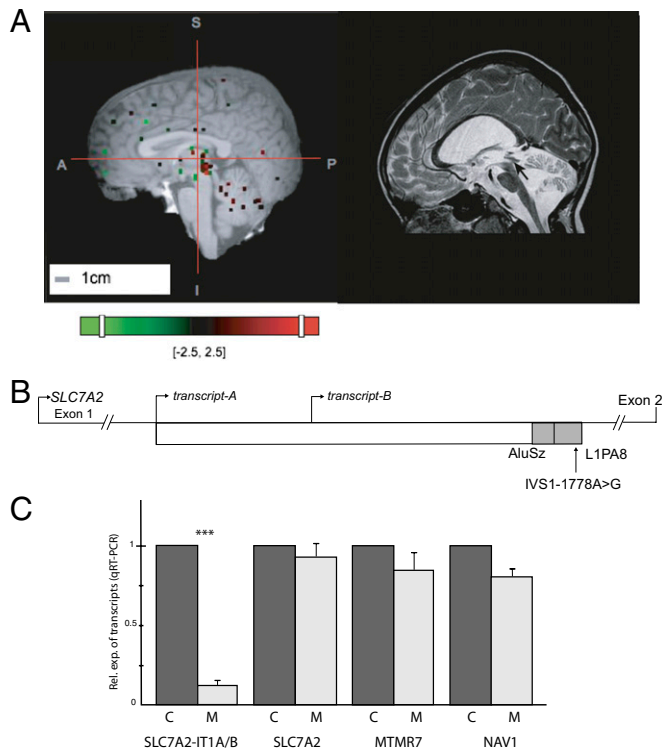 A
S
A
P
I
1cm
[-2.5, 2.5]
B
SLC7A2
Exon 1
transcript-A
transcript-B
Exon 2
AluSz
L1PA8
IVS1-1778A>G
C
Rel. exp. of transcripts (qRT-PCR)
1
0.5
0
***
C M C M C M C M
SLC7A2-IT1A/B SLC7A2 MTMR7 NAV1